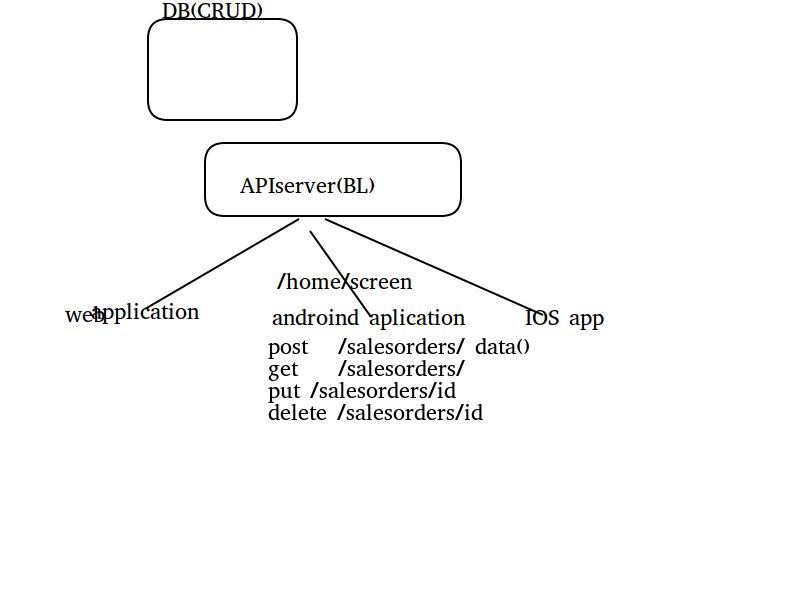 DB(CRUD)
APIserver(BL)
/home/screen
web application
androind aplication
IOS app
post /salesorders/ data()
get /salesorders/
put /salesorders/id
delete /salesorders/id